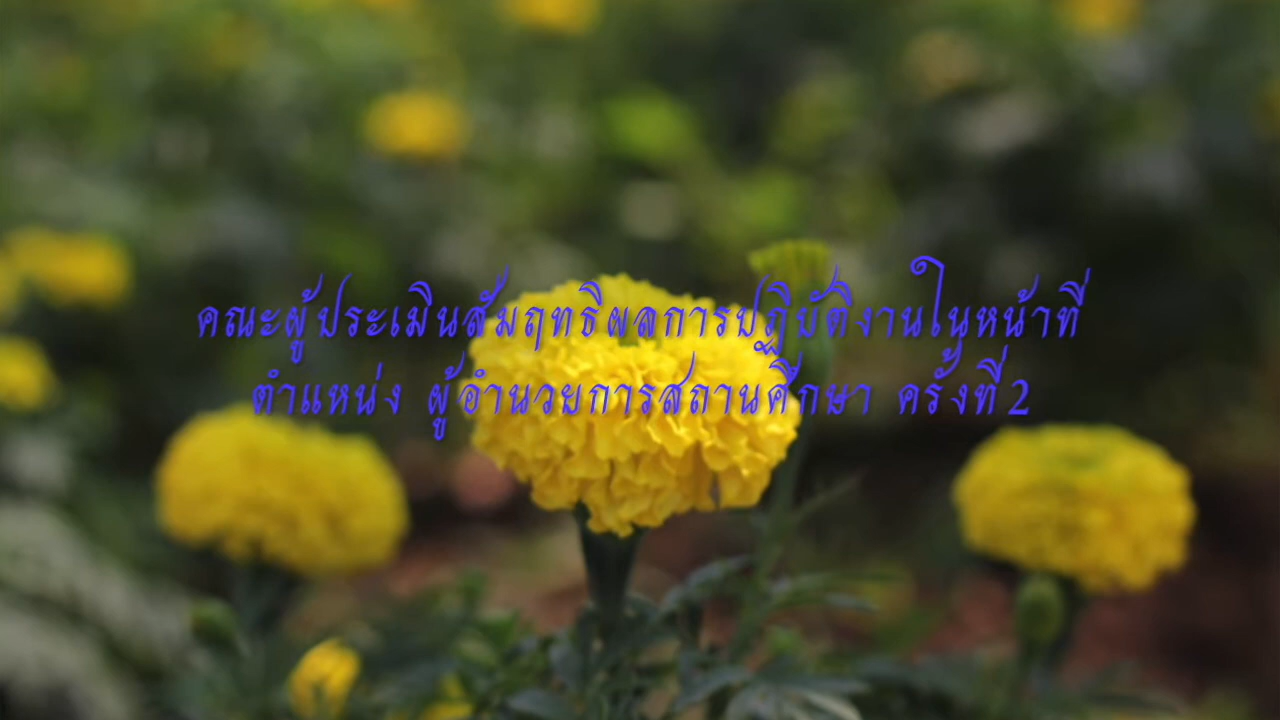 คณะผู้ประเมินสัมฤทธิผลการปฏิบัติงานในหน้าที่
ตำแหน่ง ผู้อำนวยการสถานศึกษา ครั้งที่ 2